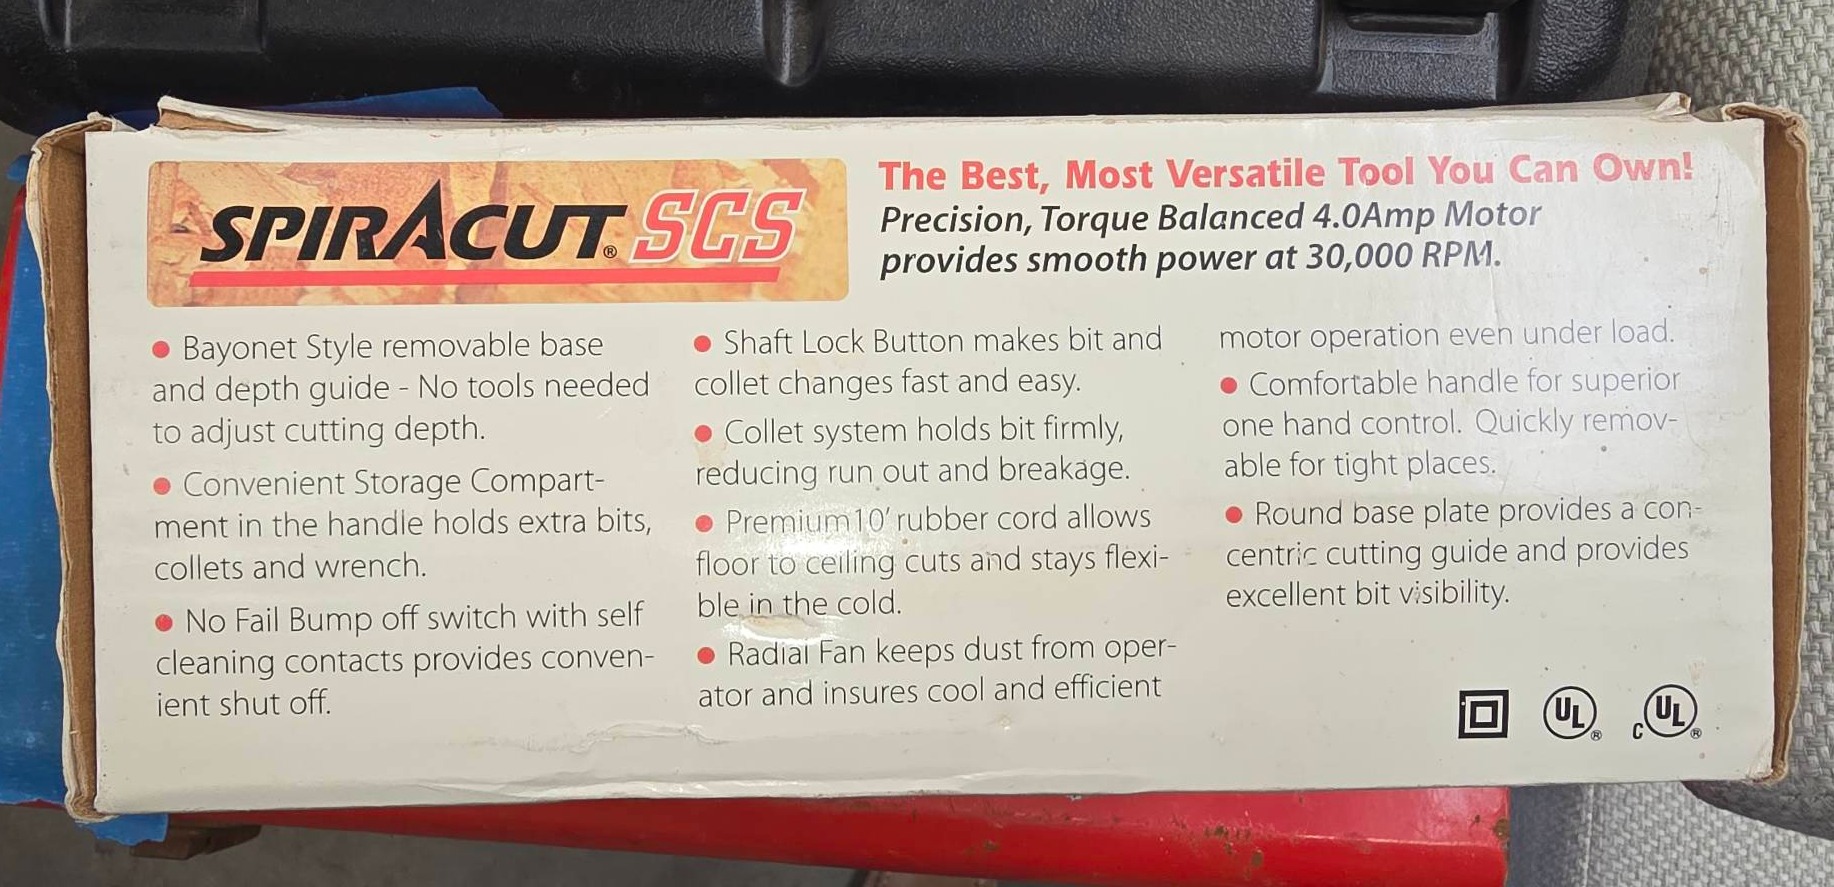 SPIRACUT® SCS
The Best, Most Versatile Tool You Can Own!
Precision, Torque Balanced 4.0Amp Motor
provides smooth power at 30,000 RPM.
• Bayonet Style removable base
and depth guide - No tools needed
to adjust cutting depth.
• Convenient Storage Compart-
ment in the handle holds extra bits,
collets and wrench.
• No Fail Bump off switch with self
cleaning contacts provides conven-
ient shut off.
• Shaft Lock Button makes bit and
collet changes fast and easy.
• Collet system holds bit firmly,
reducing run out and breakage.
• Premium 10' rubber cord allows
floor to ceiling cuts and stays flexi-
ble in the cold.
• Radial Fan keeps dust from oper-
ator and insures cool and efficient
motor operation even under load.
• Comfortable handle for superior
one hand control. Quickly remov-
able for tight places.
• Round base plate provides a con-
centric cutting guide and provides
excellent bit visibility.
UL® c UL®